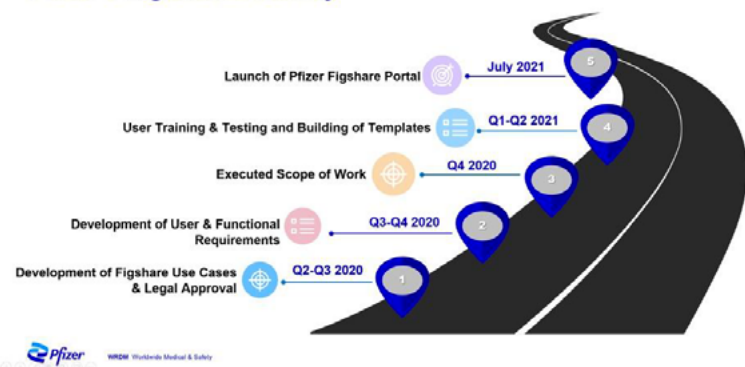 Launch of Pfizer Figshare Portal
July 2021
5
User Training & Testing and Building of Templates
Q1-Q2 2021
4
Executed Scope of Work
Q4 2020
3
Development of User & Functional
Requirements
Q3-Q4 2020
2
Development of Figshare Use Cases
& Legal Approval
Q2-Q3 2020
1
Pfizer
WRDM Worldwide Medical & Safety